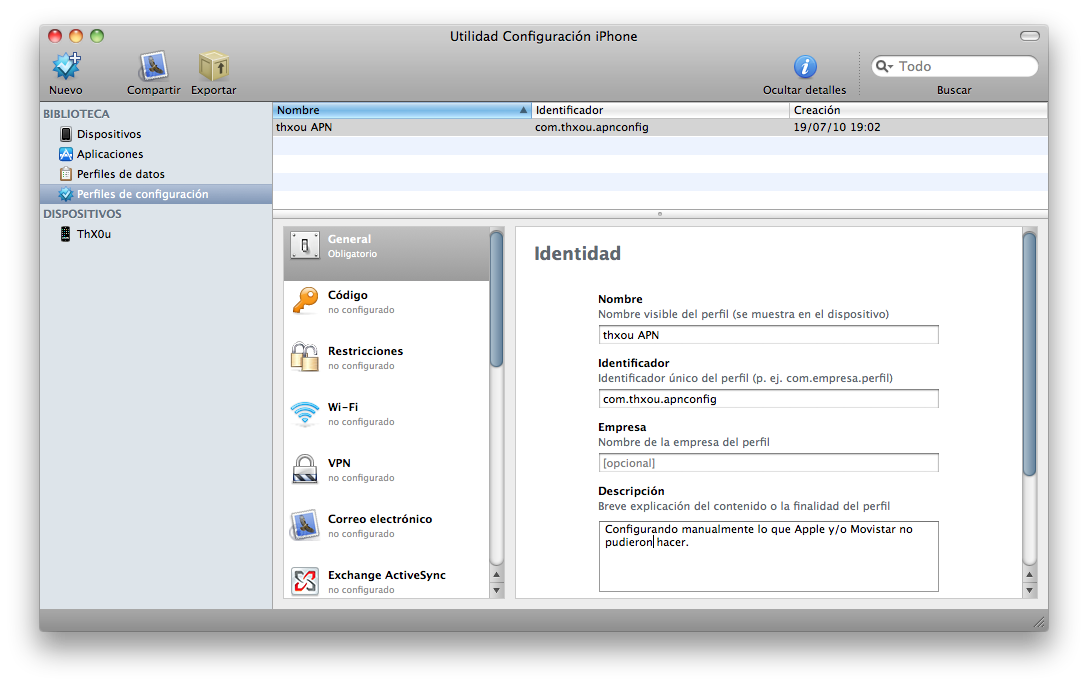 Utilidad Configuración iPhone
Nuevo
Compartir
Exportar
Ocultar detalles
Todo
Buscar
BIBLIOTECA
Dispositivos
Aplicaciones
Perfiles de datos
Perfiles de configuración
DISPOSITIVOS
ThX0u
Nombre
Identificador
Creación
thxou APN
com.thxou.apnconfig
19/07/10 19:02
General
Obligatorio
Código
no configurado
Restricciones
no configurado
Wi-Fi
no configurado
VPN
no configurado
Correo electrónico
no configurado
Exchange ActiveSync
no configurado
Identidad
Nombre
Nombre visible del perfil (se muestra en el dispositivo)
thxou APN
Identificador
Identificador único del perfil (p. ej. com.empresa.perfil)
com.thxou.apnconfig
Empresa
Nombre de la empresa del perfil
[opcional]
Descripción
Breve explicación del contenido o la finalidad del perfil
Configurando manualmente lo que Apple y/o Movistar no
pudieron hacer.